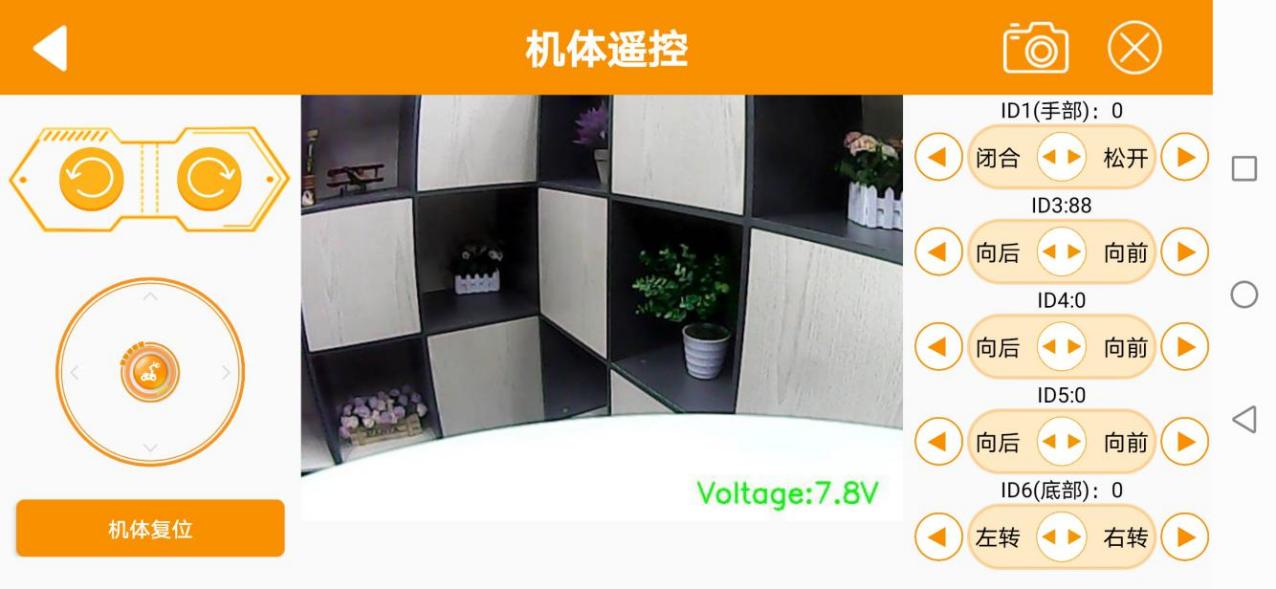 机体遥控
ID1(手部)：0
闭合 松开
ID3:88
向后 向前
ID4:0
向后 向前
ID5:0
向后 向前
ID6(底部)：0
左转 右转
Voltage:7.8V
机体复位